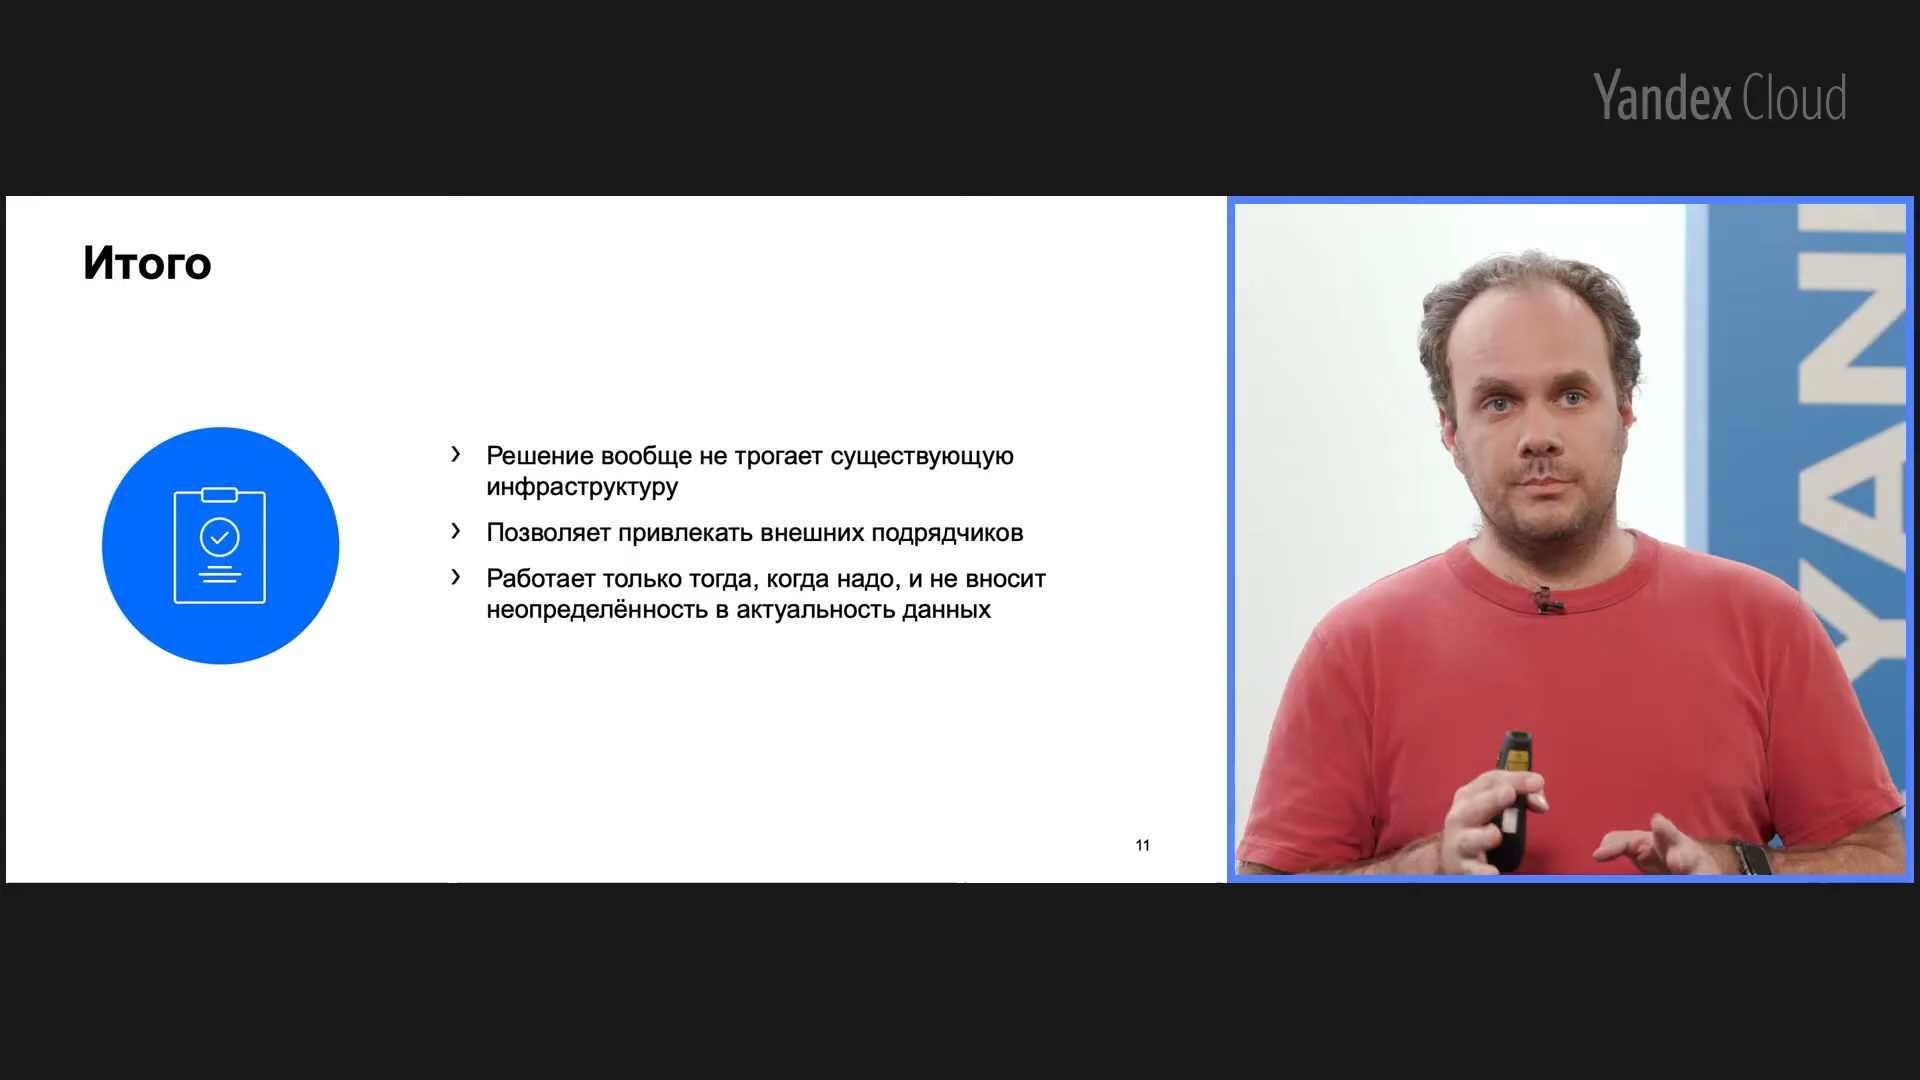 Yandex Cloud
Итого
› Решение вообще не трогает существующую
инфраструктуру
› Позволяет привлекать внешних подрядчиков
› Работает только тогда, когда надо, и не вносит
неопределённость в актуальность данных
11
YAN